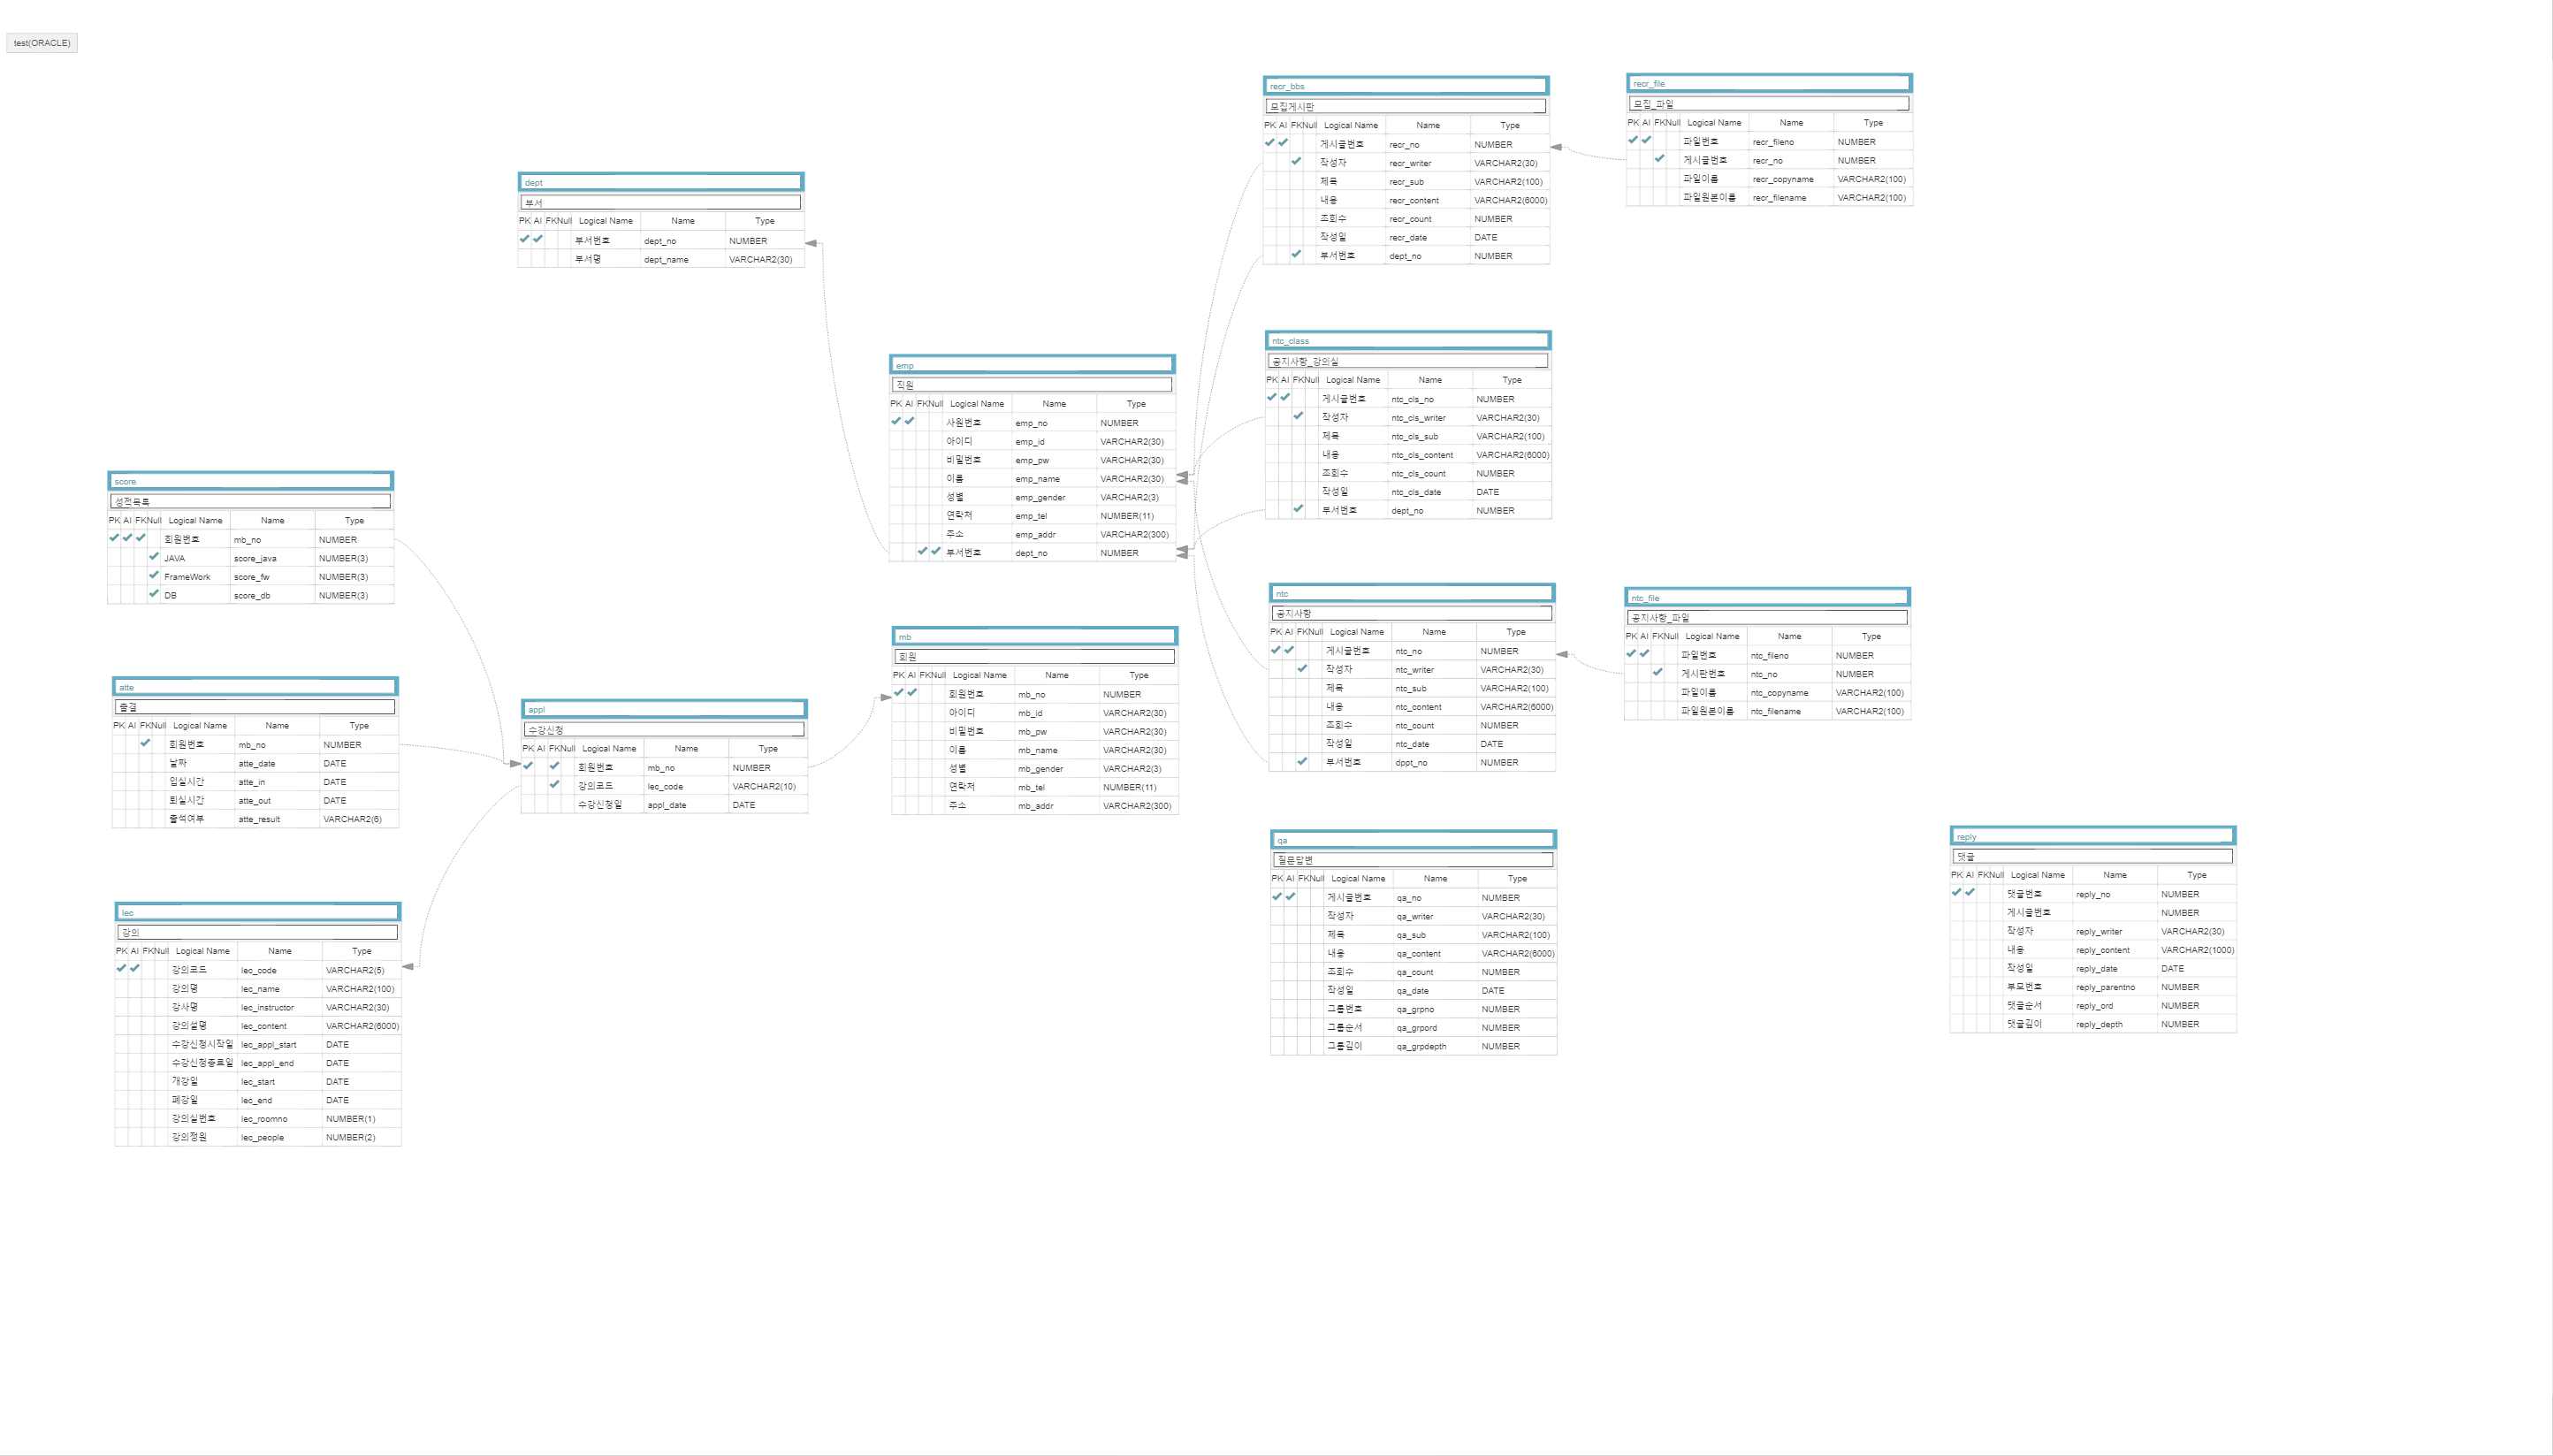 test(ORACLE)
recr_bbs
모집게시판
PK AI FK Null Logical Name Name Type
게시글번호 recr_no NUMBER
작성자 recr_writer VARCHAR2(30)
제목 recr_sub VARCHAR2(100)
내용 recr_content VARCHAR2(6000)
조회수 recr_count NUMBER
작성일 recr_date DATE
부서번호 dept_no NUMBER
recr_file
모집_파일
PK AI FK Null Logical Name Name Type
파일번호 recr_fileno NUMBER
게시글번호 recr_no NUMBER
파일이름 recr_copyname VARCHAR2(100)
파일원본이름 recr_filename VARCHAR2(100)
dept
부서
PK AI FK Null Logical Name Name Type
부서번호 dept_no NUMBER
부서명 dept_name VARCHAR2(30)
emp
직원
PK AI FK Null Logical Name Name Type
사원번호 emp_no NUMBER
아이디 emp_id VARCHAR2(30)
비밀번호 emp_pw VARCHAR2(30)
이름 emp_name VARCHAR2(30)
성별 emp_gender VARCHAR2(3)
연락처 emp_tel NUMBER(11)
주소 emp_addr VARCHAR2(300)
부서번호 dept_no NUMBER
ntc_class
공지사항_강의실
PK AI FK Null Logical Name Name Type
게시글번호 ntc_cls_no NUMBER
작성자 ntc_cls_writer VARCHAR2(30)
제목 ntc_cls_sub VARCHAR2(100)
내용 ntc_cls_content VARCHAR2(6000)
조회수 ntc_cls_count NUMBER
작성일 ntc_cls_date DATE
부서번호 dept_no NUMBER
score
성적목록
PK AI FK Null Logical Name Name Type
회원번호 mb_no NUMBER
JAVA score_java NUMBER(3)
FrameWork score_fw NUMBER(3)
DB score_db NUMBER(3)
ntc
공지사항
PK AI FK Null Logical Name Name Type
게시글번호 ntc_no NUMBER
작성자 ntc_writer VARCHAR2(30)
제목 ntc_sub VARCHAR2(100)
내용 ntc_content VARCHAR2(6000)
조회수 ntc_count NUMBER
작성일 ntc_date DATE
부서번호 dppt_no NUMBER
ntc_file
공지사항_파일
PK AI FK Null Logical Name Name Type
파일번호 ntc_fileno NUMBER
게시판번호 ntc_no NUMBER
파일이름 ntc_copyname VARCHAR2(100)
파일원본이름 ntc_filename VARCHAR2(100)
mb
회원
PK AI FK Null Logical Name Name Type
회원번호 mb_no NUMBER
아이디 mb_id VARCHAR2(30)
비밀번호 mb_pw VARCHAR2(30)
이름 mb_name VARCHAR2(30)
성별 mb_gender VARCHAR2(3)
연락처 mb_tel NUMBER(11)
주소 mb_addr VARCHAR2(300)
atte
출결
PK AI FK Null Logical Name Name Type
회원번호 mb_no NUMBER
날짜 atte_date DATE
입실시간 atte_in DATE
퇴실시간 atte_out DATE
출석여부 atte_result VARCHAR2(6)
appl
수강신청
PK AI FK Null Logical Name Name Type
회원번호 mb_no NUMBER
강의코드 lec_code VARCHAR2(10)
수강신청일 appl_date DATE
qa
질문답변
PK AI FK Null Logical Name Name Type
게시글번호 qa_no NUMBER
작성자 qa_writer VARCHAR2(30)
제목 qa_sub VARCHAR2(100)
내용 qa_content VARCHAR2(6000)
조회수 qa_count NUMBER
작성일 qa_date DATE
그룹번호 qa_grpno NUMBER
그룹순서 qa_grpord NUMBER
그룹깊이 qa_grpdepth NUMBER
reply
댓글
PK AI FK Null Logical Name Name Type
댓글번호 reply_no NUMBER
게시글번호 NUMBER
작성자 reply_writer VARCHAR2(30)
내용 reply_content VARCHAR2(1000)
작성일 reply_date DATE
부모번호 reply_parentno NUMBER
댓글순서 reply_ord NUMBER
댓글깊이 reply_depth NUMBER
lec
강의
PK AI FK Null Logical Name Name Type
강의코드 lec_code VARCHAR2(5)
강의명 lec_name VARCHAR2(100)
강사명 lec_instructor VARCHAR2(30)
강의설명 lec_content VARCHAR2(6000)
수강신청시작일 lec_appl_start DATE
수강신청종료일 lec_appl_end DATE
개강일 lec_start DATE
폐강일 lec_end DATE
강의실번호 lec_roomno NUMBER(1)
강의정원 lec_people NUMBER(2)